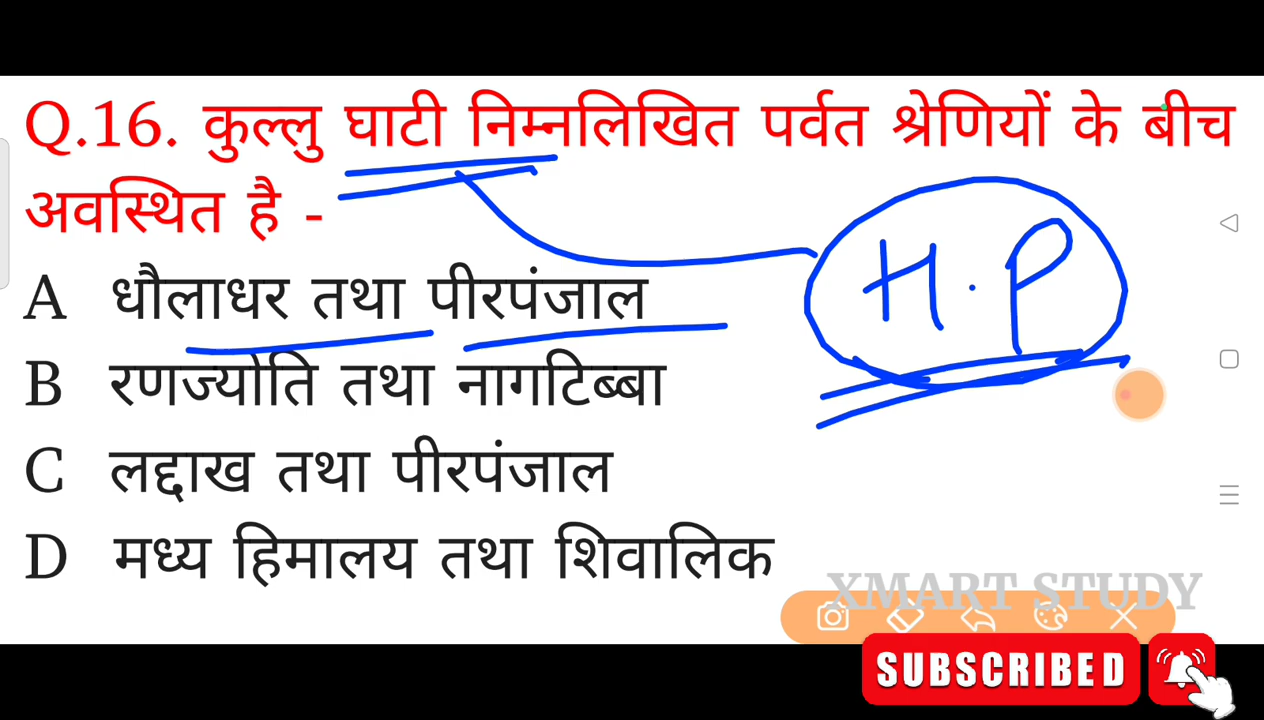 Q.16. कुल्लु घाटी निम्नलिखित पर्वत श्रेणियों के बीच
अवस्थित है -
A धौलाधर तथा पीरपंजाल
H.P
B रणज्योति तथा नागटिब्बा
C लद्दाख तथा पीरपंजाल
D मध्य हिमालय तथा शिवालिक
XMART STUDY
SUBSCRIBED